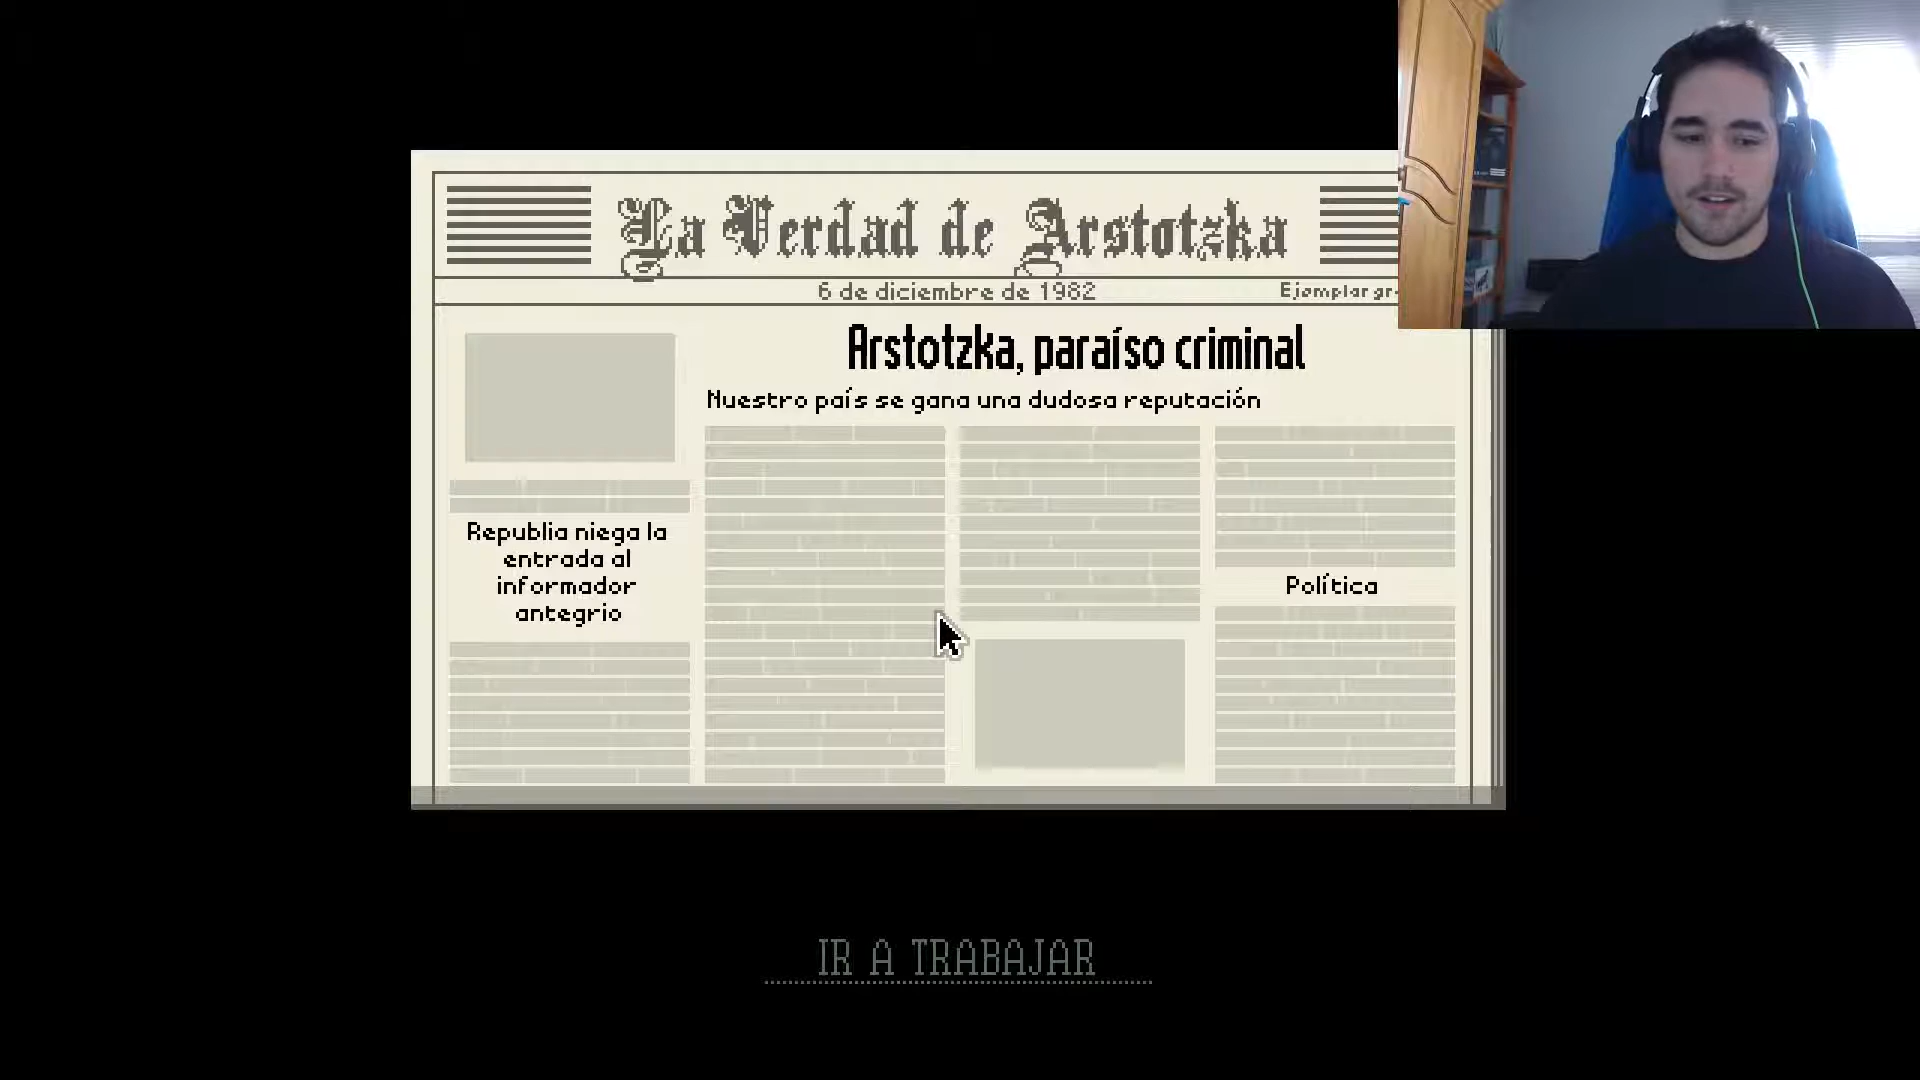 La Verdad de Arstotzka
6 de diciembre de 1982
Ejemplar
Arstotzka, paraíso criminal
Nuestro país se gana una dudosa reputación
Republia niega la
entrada al
informador
antegrio
Política
IR A TRABAJAR